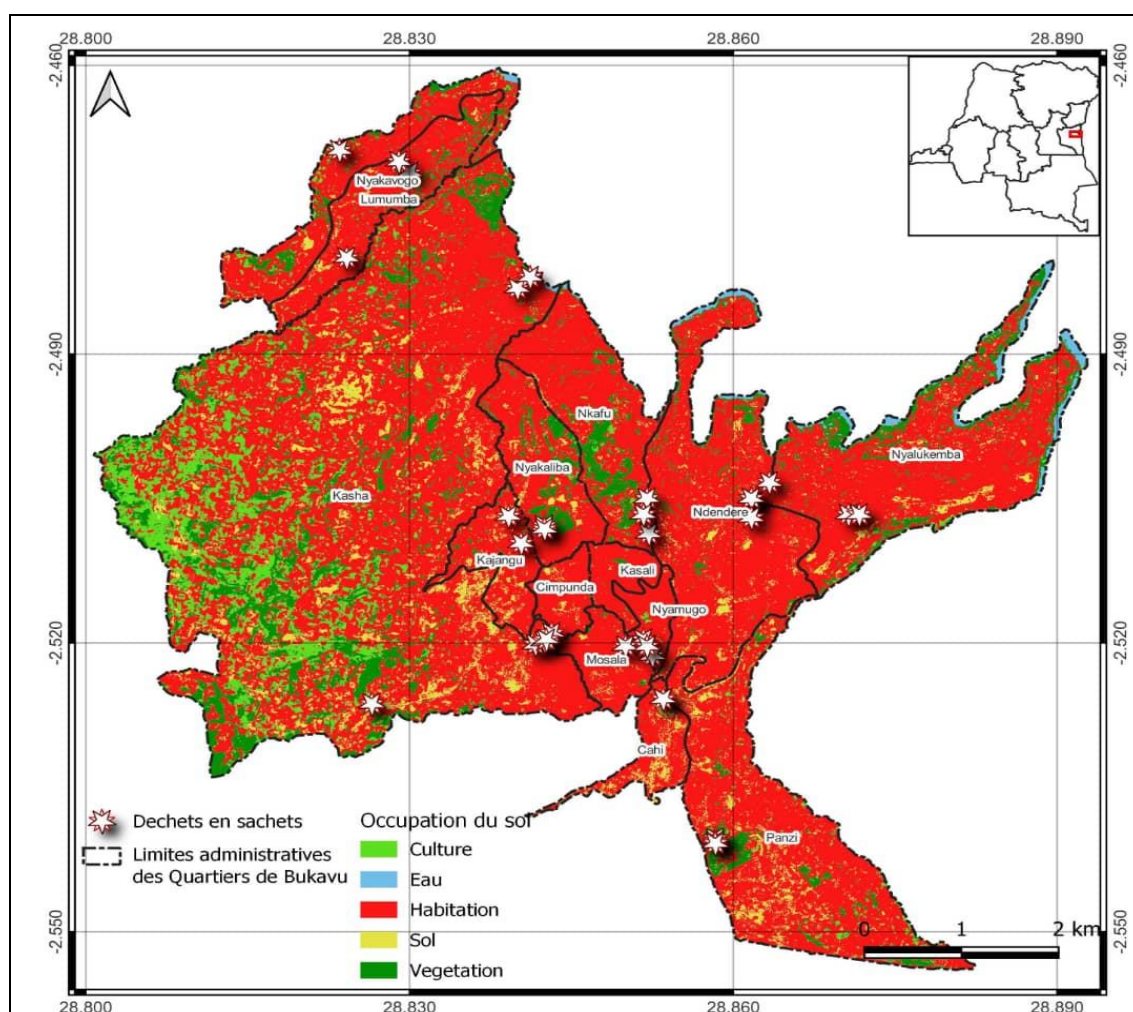 28.800 28.830 28.860 28.890
-2.460 -2.460
Nyakavogo
Lumumba
-2.490 -2.490
Nkafu
Nyakaliba
Nyalukemba
Kasha
Ndendere
Kajangu
Kasali
Cimpunda
Nyamugo
-2.520 -2.520
Mosala
Cahi
Panzi
Dechets en sachets
Limites administratives
des Quartiers de Bukavu
Occupation du sol
Culture
Eau
Habitation
Sol
Vegetation
0 1 2 km
-2.550 -2.550
28.800 28.830 28.860 28.890